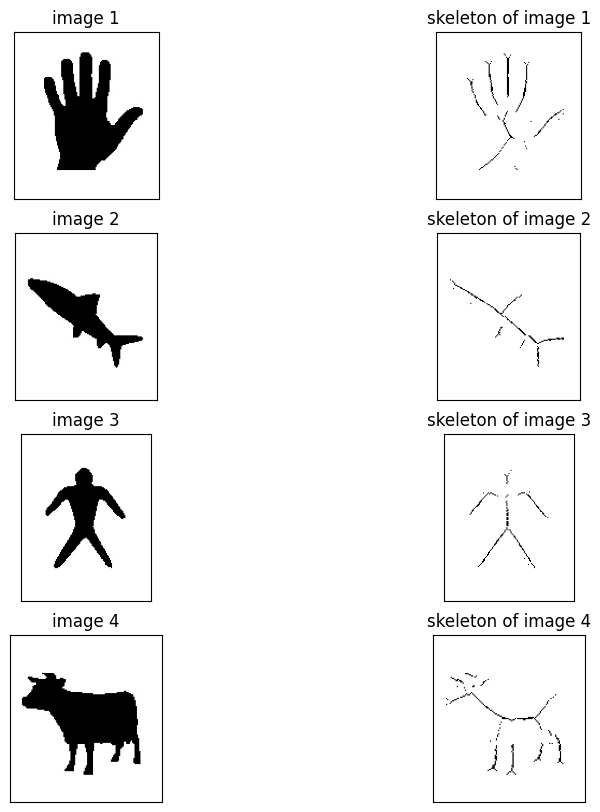 image 1
skeleton of image 1
image 2
skeleton of image 2
image 3
skeleton of image 3
image 4
skeleton of image 4